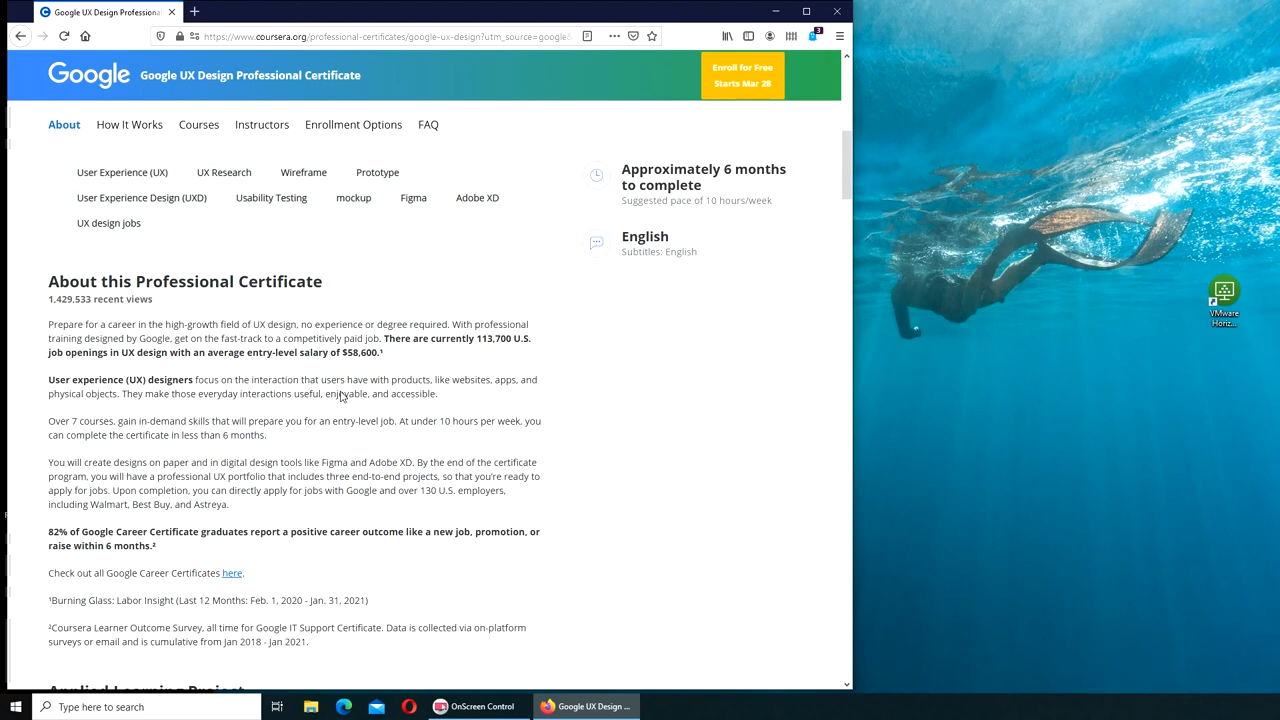 Google UX Design Professiona
https://www.coursera.org/professional-certificates/google-ux-design?utm_source=google&
3
Google
Google UX Design Professional Certificate
Enroll for Free
Starts Mar 28
About How It Works Courses Instructors Enrollment Options FAQ
User Experience (UX) UX Research Wireframe Prototype
User Experience Design (UXD) Usability Testing mockup Figma Adobe XD
UX design jobs
Approximately 6 months
to complete
Suggested pace of 10 hours/week
English
Subtitles: English
About this Professional Certificate
1,429,533 recent views
Prepare for a career in the high-growth field of UX design, no experience or degree required. With professional
training designed by Google, get on the fast-track to a competitively paid job. There are currently 113,700 U.S.
job openings in UX design with an average entry-level salary of $58,600.¹
User experience (UX) designers focus on the interaction that users have with products, like websites, apps, and
physical objects. They make those everyday interactions useful, enjoyable, and accessible.
Over 7 courses, gain in-demand skills that will prepare you for an entry-level job. At under 10 hours per week, you
can complete the certificate in less than 6 months.
You will create designs on paper and in digital design tools like Figma and Adobe XD. By the end of the certificate
program, you will have a professional UX portfolio that includes three end-to-end projects, so that you're ready to
apply for jobs. Upon completion, you can directly apply for jobs with Google and over 130 U.S. employers,
including Walmart, Best Buy, and Astreya.
82% of Google Career Certificate graduates report a positive career outcome like a new job, promotion, or
raise within 6 months.²
Check out all Google Career Certificates here.
¹Burning Glass: Labor Insight (Last 12 Months: Feb. 1, 2020 - Jan. 31, 2021)
²Coursera Learner Outcome Survey, all time for Google IT Support Certificate. Data is collected via on-platform
surveys or email and is cumulative from Jan 2018 - Jan 2021.
Applied Learning Project
VMware
Horiz...
Type here to search
OnScreen Control
Google UX Design ...